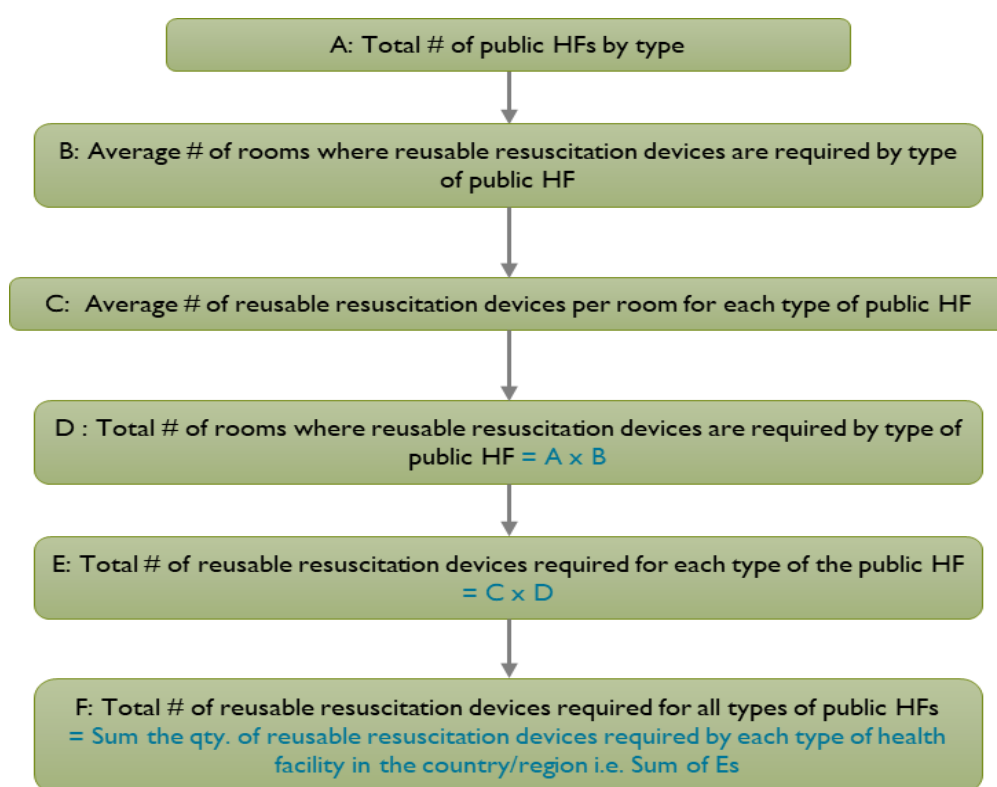 A: Total # of public HFs by type
B: Average # of rooms where reusable resuscitation devices are required by type
of public HF
C: Average # of reusable resuscitation devices per room for each type of public HF
D : Total # of rooms where reusable resuscitation devices are required by type of
public HF = A x B
E: Total # of reusable resuscitation devices required for each type of the public HF
= C x D
F: Total # of reusable resuscitation devices required for all types of public HFs
= Sum the qty. of reusable resuscitation devices required by each type of health
facility in the country/region i.e. Sum of Es